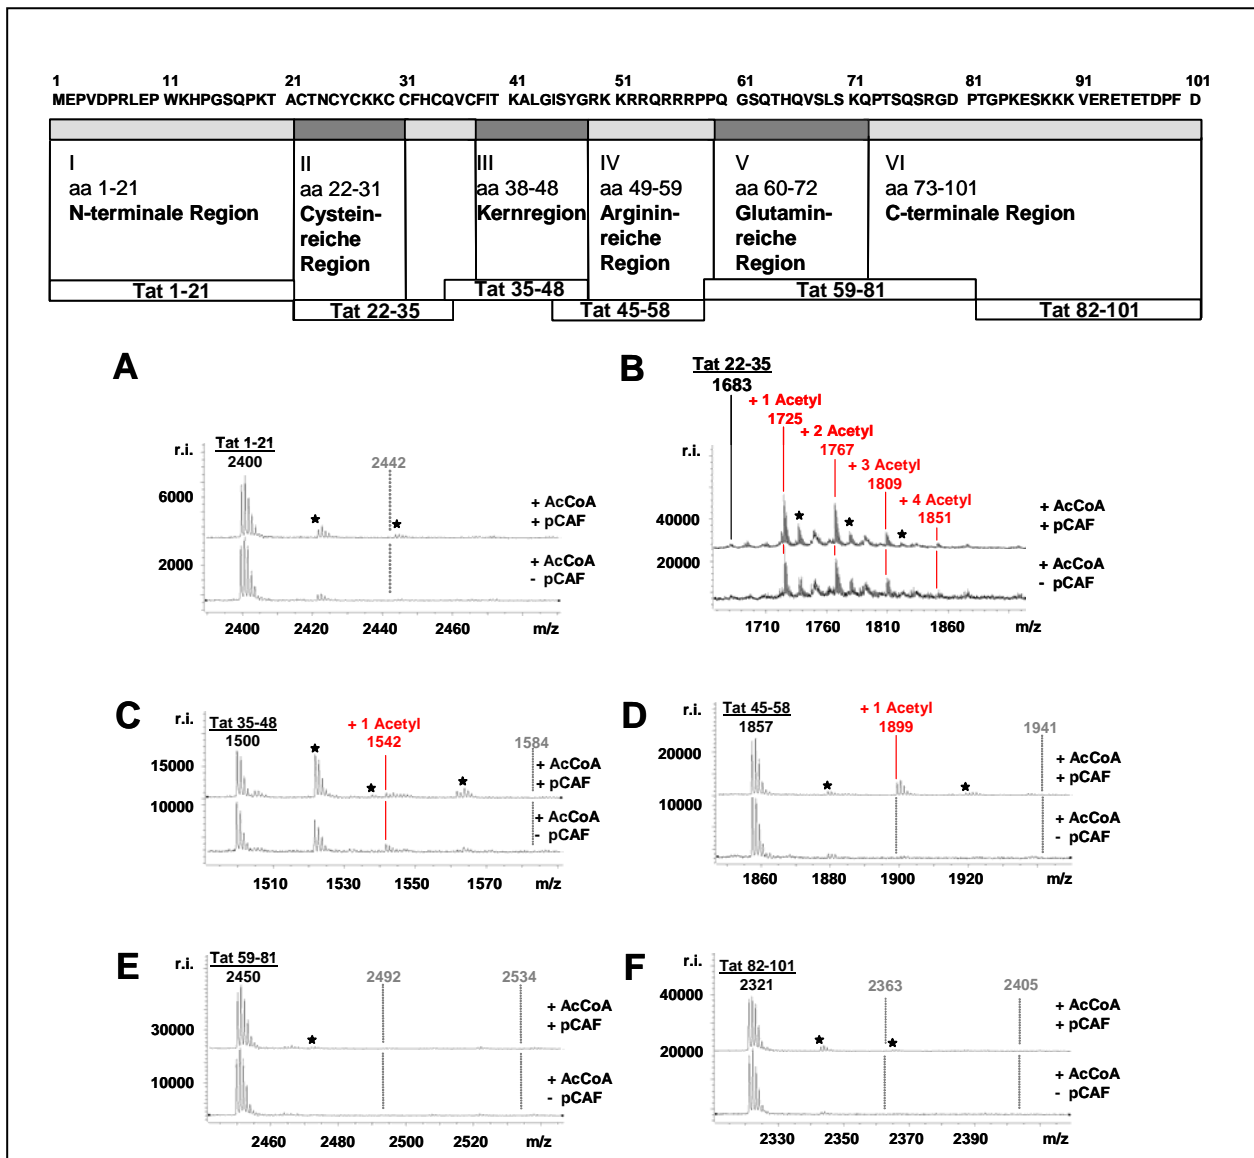 1 11 21 31 41 51 61 71 81 91 101
MEPVDPRLEP WKHPGSQPKT ACTNCYCKKC CFHCQVCFIT KALGISYGRK KRRQRRRPPQ GSQTHQVSLS KQPTSQSRGD PTGPKESKKK VERETETDPF D
I
aa 1-21
N-terminale Region
II
aa 22-31
Cystein-
reiche
Region
III
aa 38-48
Kernregion
IV
aa 49-59
Arginin-
reiche
Region
V
aa 60-72
Glutamin-
reiche
Region
VI
aa 73-101
C-terminale Region
Tat 1-21
Tat 22-35
Tat 35-48
Tat 45-58
Tat 59-81
Tat 82-101
A
r.i.
Tat 1-21
2400
2442
6000
2000
+ AcCoA
+ pCAF
+ AcCoA
- pCAF
2400 2420 2440 2460 m/z
B
Tat 22-35
1683
+ 1 Acetyl
1725
+ 2 Acetyl
1767
+ 3 Acetyl
1809
+ 4 Acetyl
1851
r.i.
40000
20000
+ AcCoA
+ pCAF
+ AcCoA
- pCAF
1710 1760 1810 1860 m/z
C
r.i.
Tat 35-48
1500
+ 1 Acetyl
1542
1584
15000
10000
+ AcCoA
+ pCAF
+ AcCoA
- pCAF
1510 1530 1550 1570 m/z
D
r.i.
Tat 45-58
1857
+ 1 Acetyl
1899
1941
20000
10000
+ AcCoA
+ pCAF
+ AcCoA
- pCAF
1860 1880 1900 1920 m/z
E
r.i.
Tat 59-81
2450
2492
2534
30000
10000
+ AcCoA
+ pCAF
+ AcCoA
- pCAF
2460 2480 2500 2520 m/z
F
r.i.
Tat 82-101
2321
2363
2405
40000
20000
+ AcCoA
+ pCAF
+ AcCoA
- pCAF
2330 2350 2370 2390 m/z